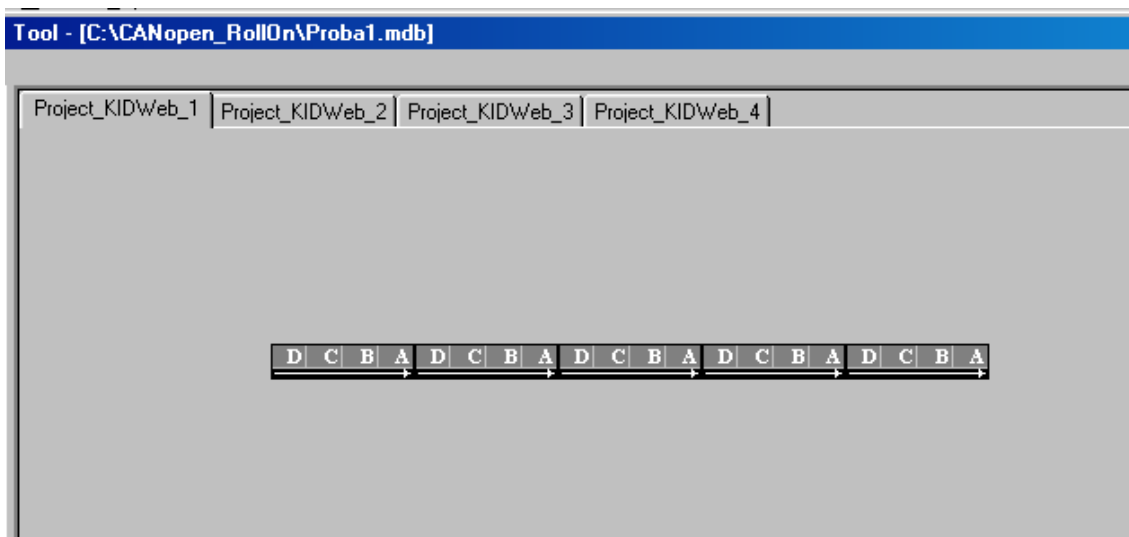 Tool - [C:\CANopen_RollOn\Proba1.mdb]
Project_KIDWeb_1 Project_KIDWeb_2 Project_KIDWeb_3 Project_KIDWeb_4
D C B A D C B A D C B A D C B A D C B A